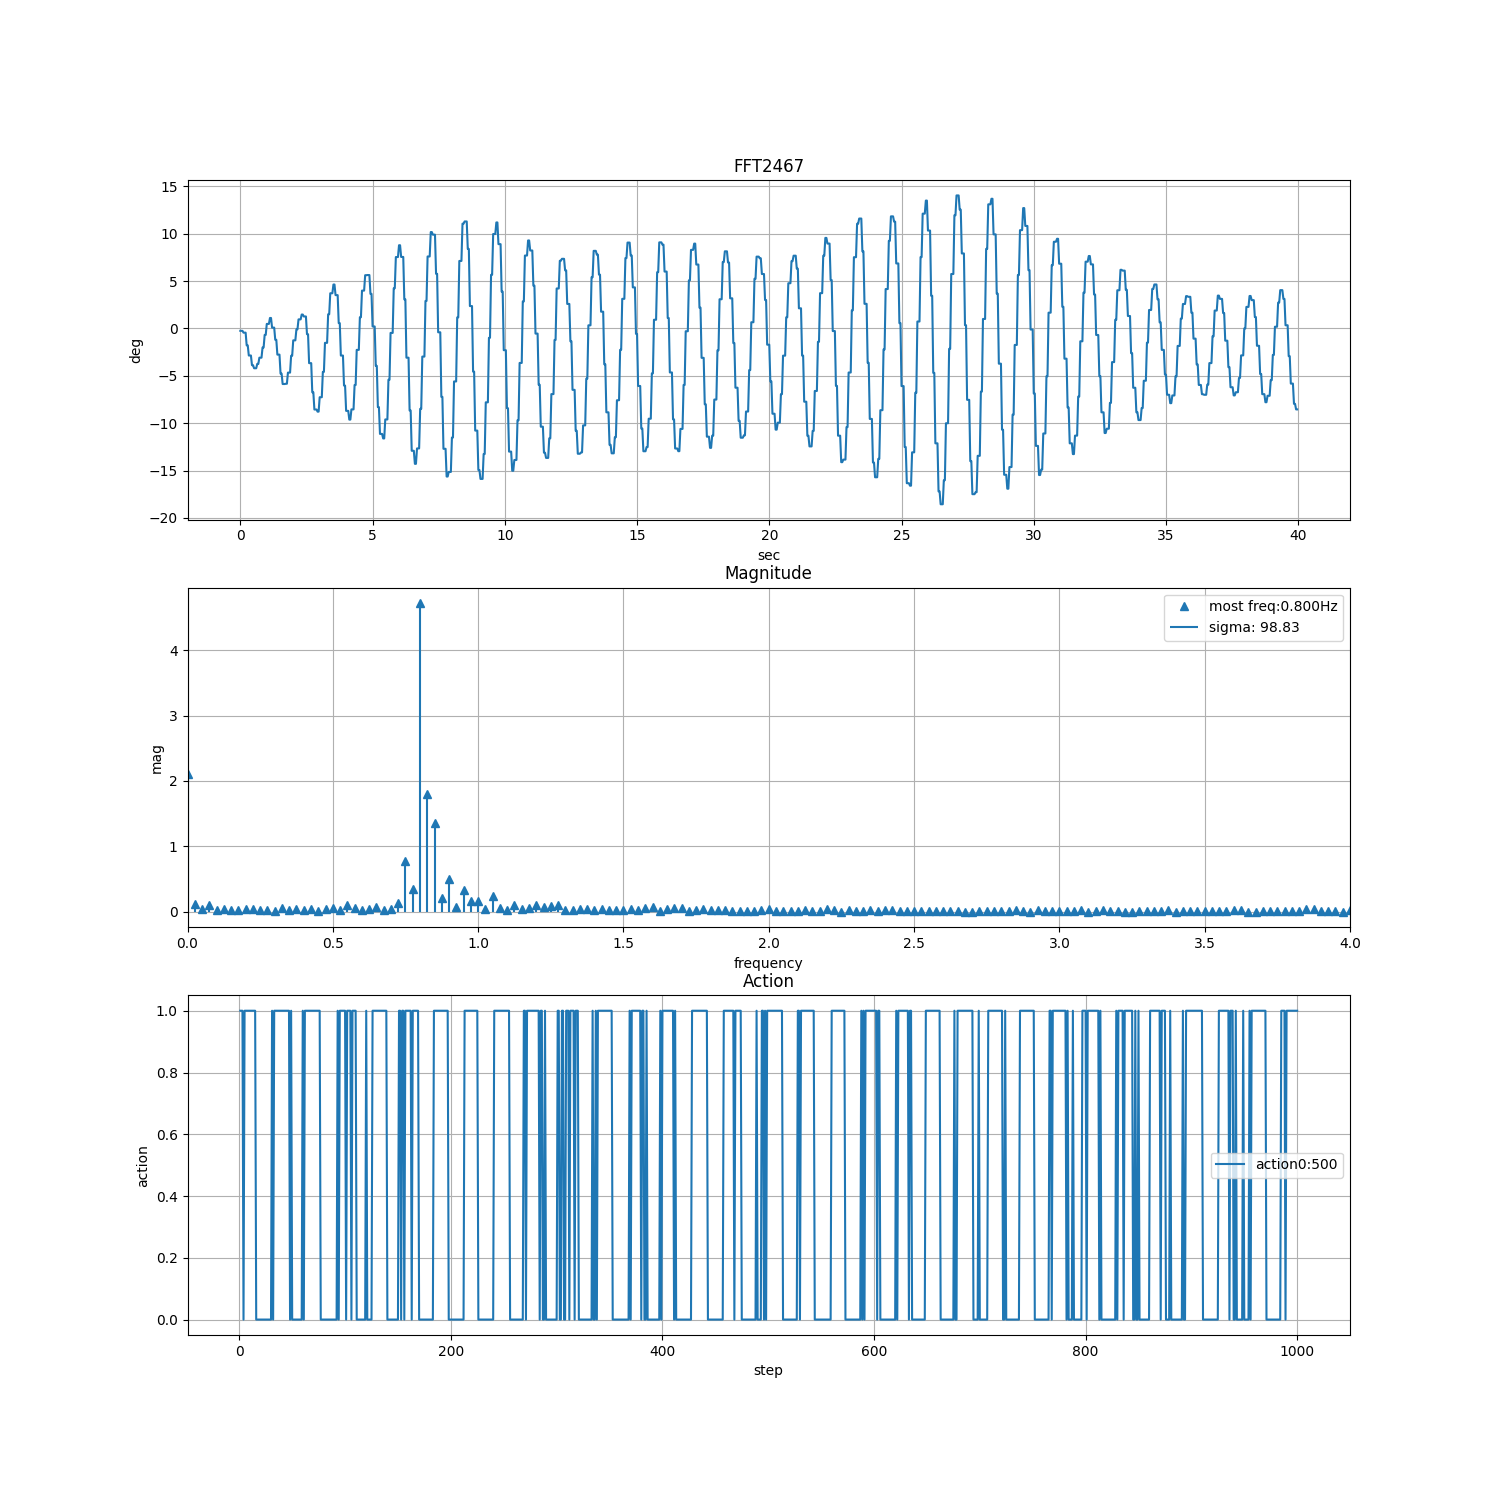 FFT2467
15
10
5
0
−5
−10
−15
−20
deg
0 5 10 15 20 25 30 35 40
sec
Magnitude
most freq:0.800Hz
sigma: 98.83
4
3
2
1
0
mag
0.0 0.5 1.0 1.5 2.0 2.5 3.0 3.5 4.0
frequency
Action
1.0
0.8
0.6
0.4
0.2
0.0
action
action0:500
0 200 400 600 800 1000
step